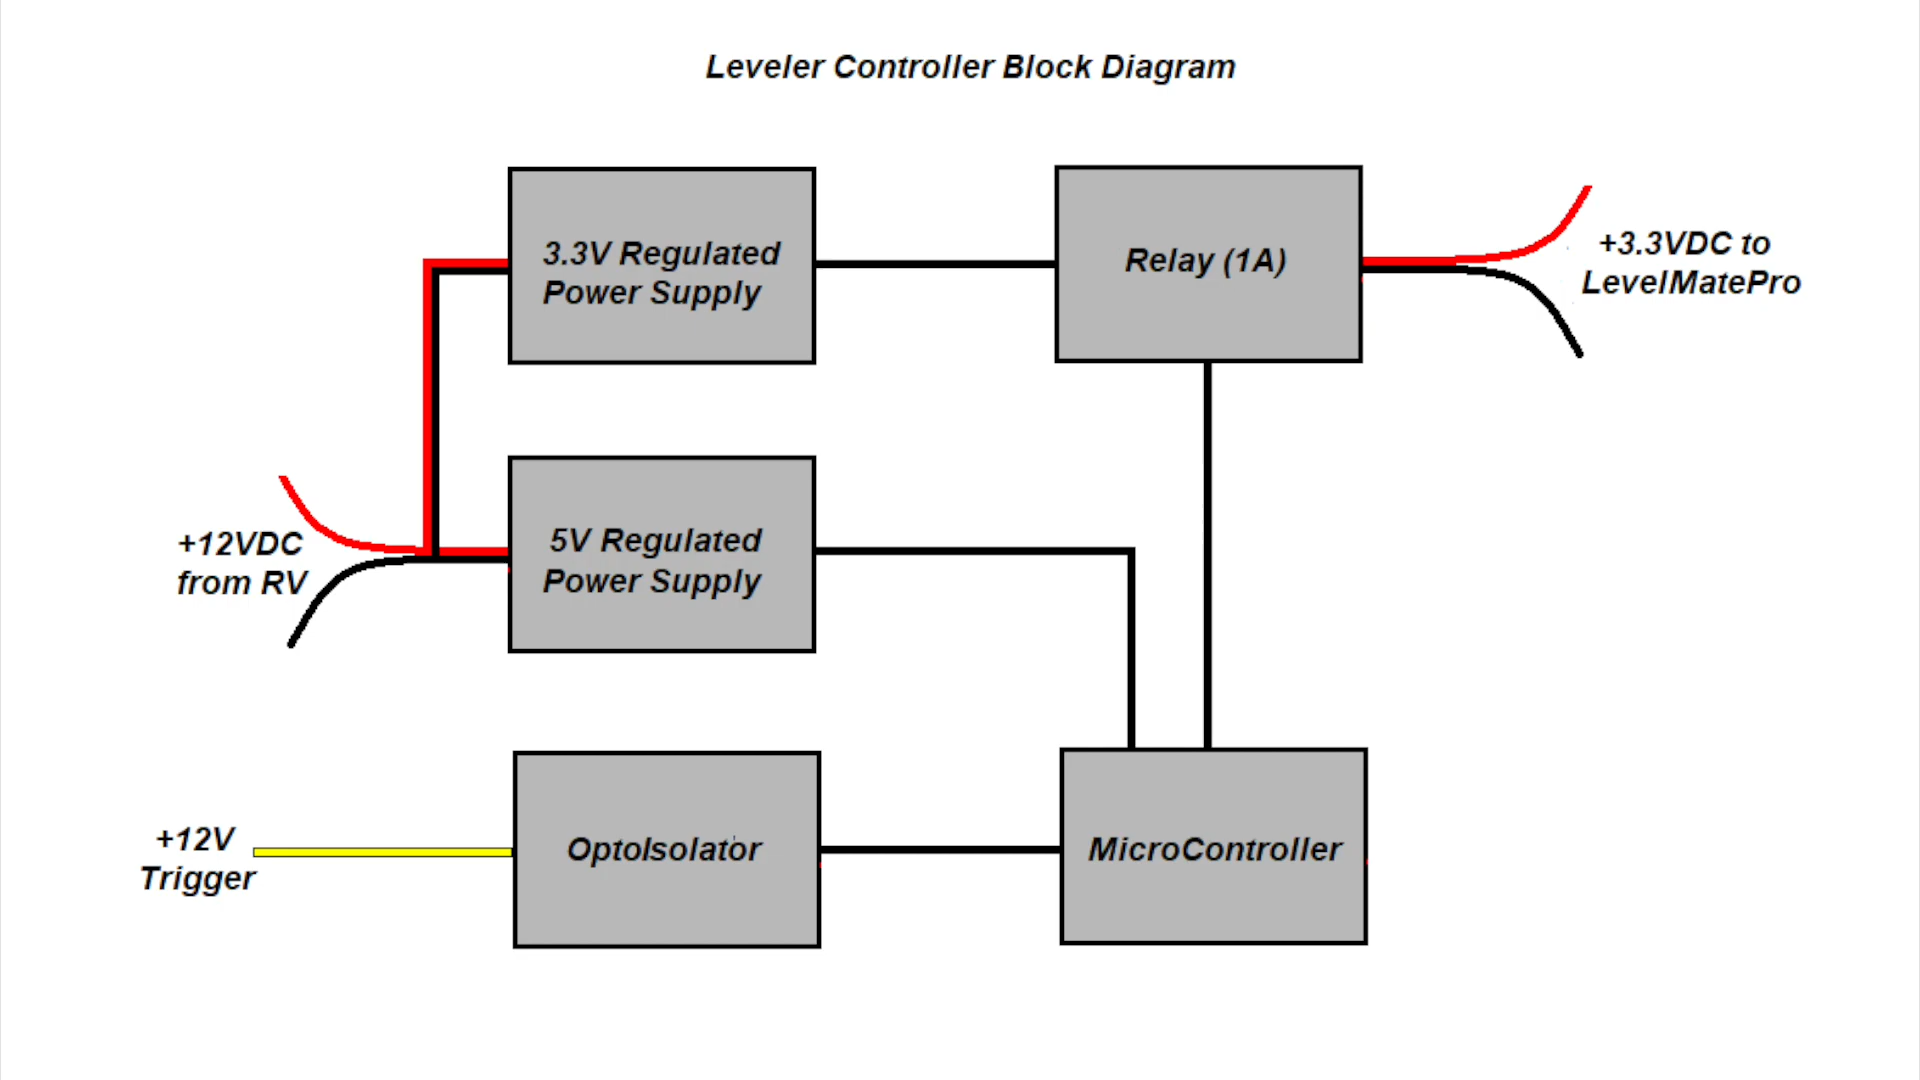 Leveler Controller Block Diagram
3.3V Regulated
Power Supply
Relay (1A)
+3.3VDC to
LevelMatePro
+12VDC
from RV
5V Regulated
Power Supply
+12V
Trigger
OptoIsolator
MicroController